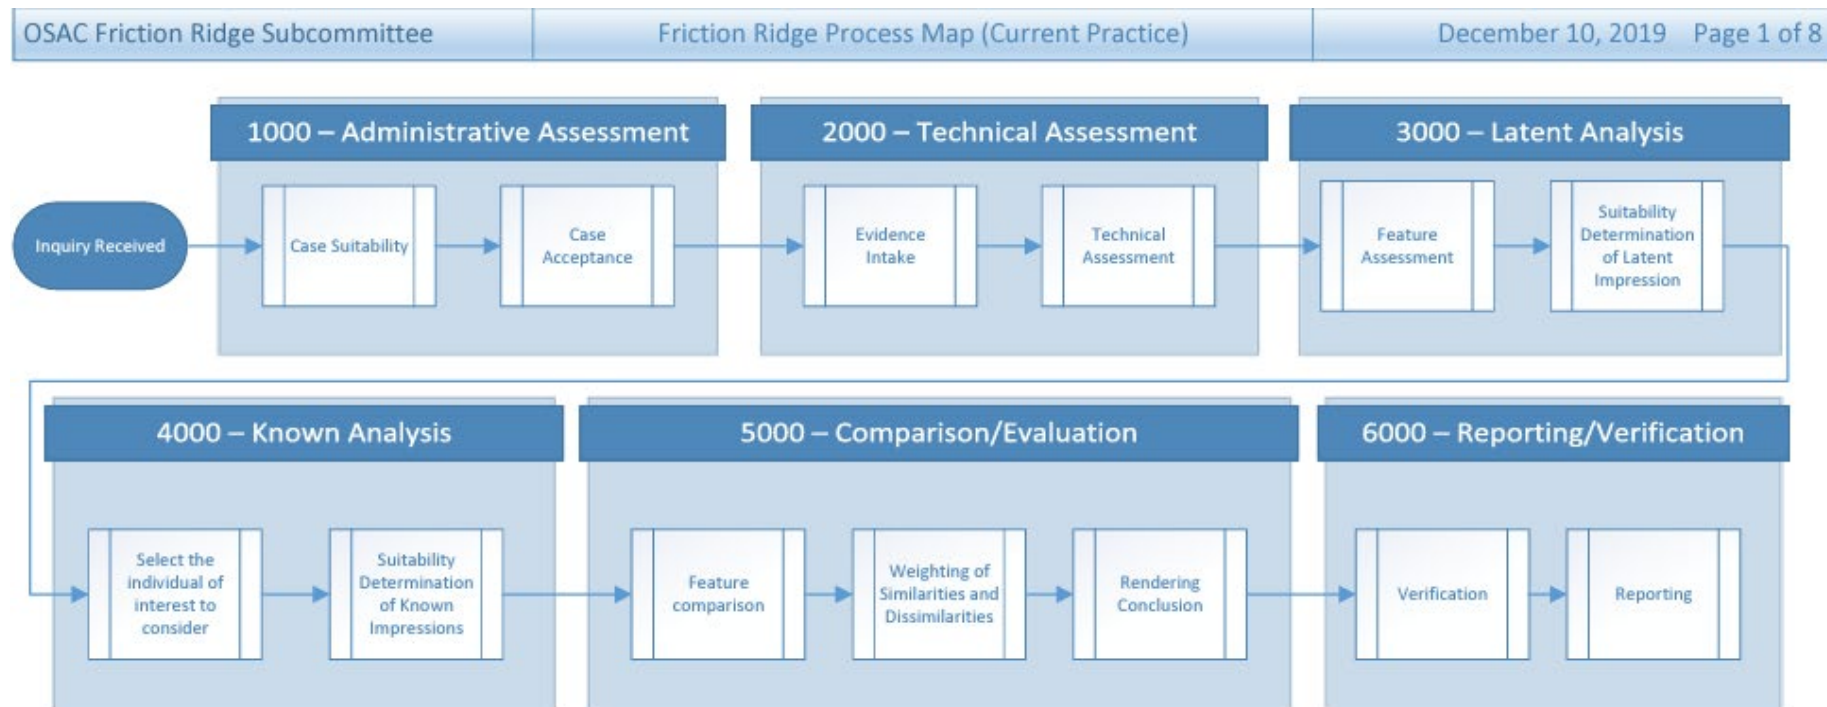 OSAC Friction Ridge Subcommittee
Friction Ridge Process Map (Current Practice)
December 10, 2019 Page 1 of 8
1000 – Administrative Assessment
2000 – Technical Assessment
3000 – Latent Analysis
Inquiry Received
Case Suitability
Case
Acceptance
Evidence
Intake
Technical
Assessment
Feature
Assessment
Suitability
Determination
of Latent
Impression
4000 – Known Analysis
5000 – Comparison/Evaluation
6000 – Reporting/Verification
Select the
individual of
interest to
consider
Suitability
Determination
of Known
Impressions
Feature
comparison
Weighting of
Similarities and
Dissimilarities
Rendering
Conclusion
Verification
Reporting